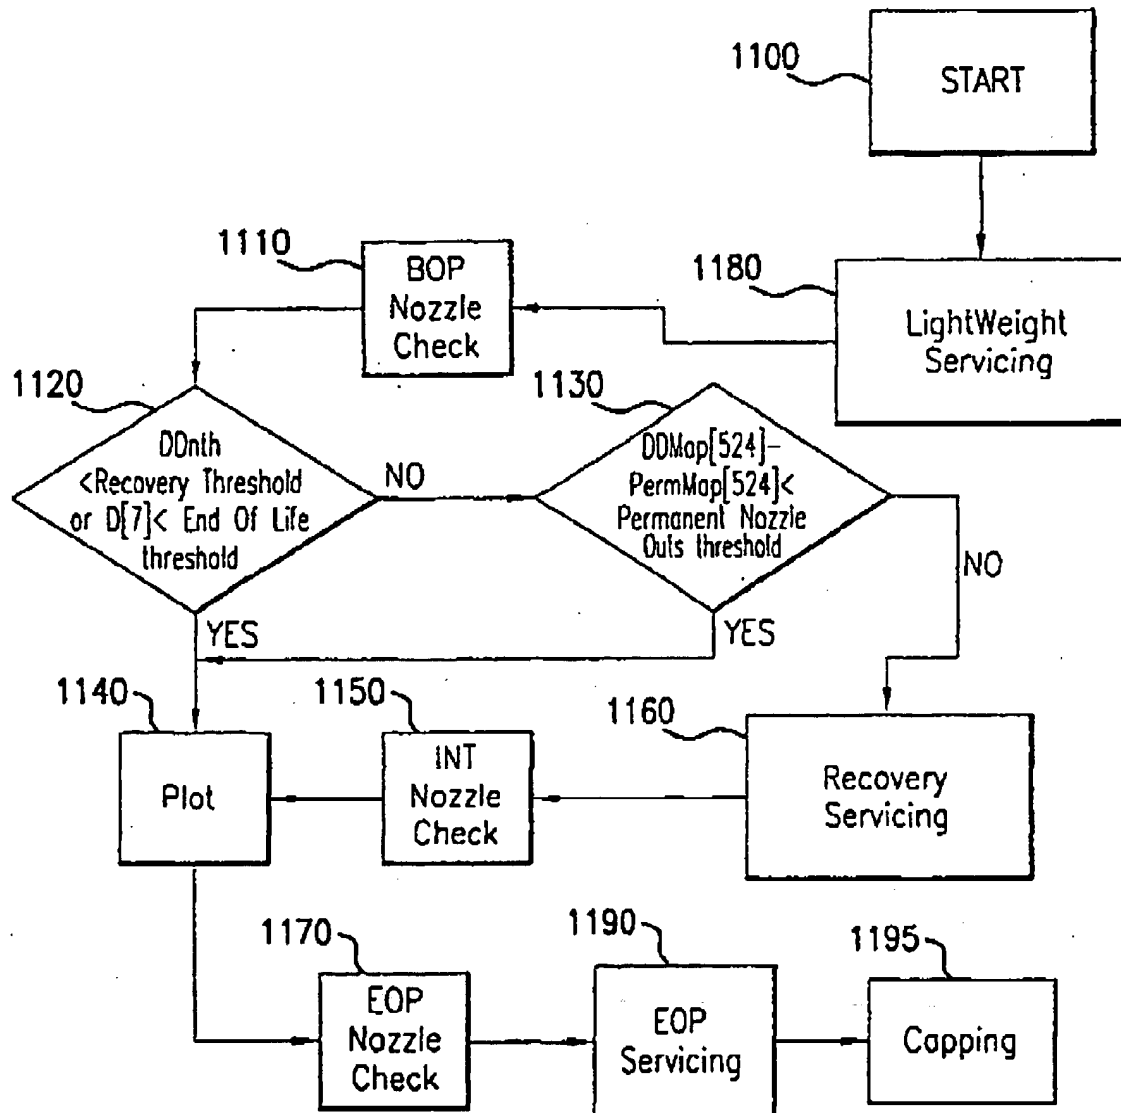 1100
START
1110
BOP
Nozzle
Check
1180
LightWeight
Servicing
1120
DDnth
<Recovery Threshold
or D[7]< End Of Life
threshold
NO
1130
DDMap[524]-
PermMap[524]<
Permanent Nozzle
Outs threshold
NO
YES
YES
1140
Plot
1150
INT
Nozzle
Check
1160
Recovery
Servicing
1170
EOP
Nozzle
Check
1190
EOP
Servicing
1195
Capping